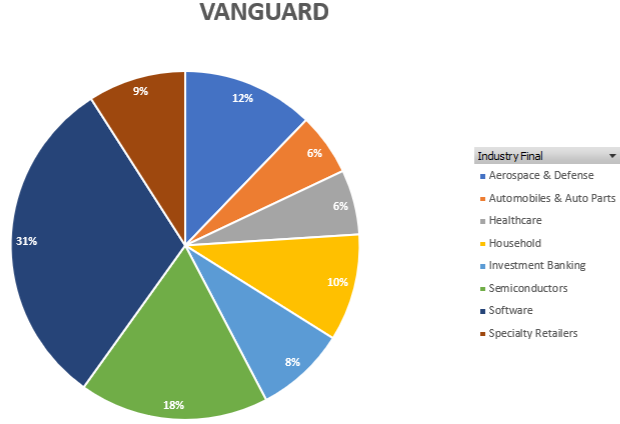 VANGUARD
9%
12%
6%
6%
31%
10%
8%
18%
Industry Final
Aerospace & Defense
Automobiles & Auto Parts
Healthcare
Household
Investment Banking
Semiconductors
Software
Specialty Retailers